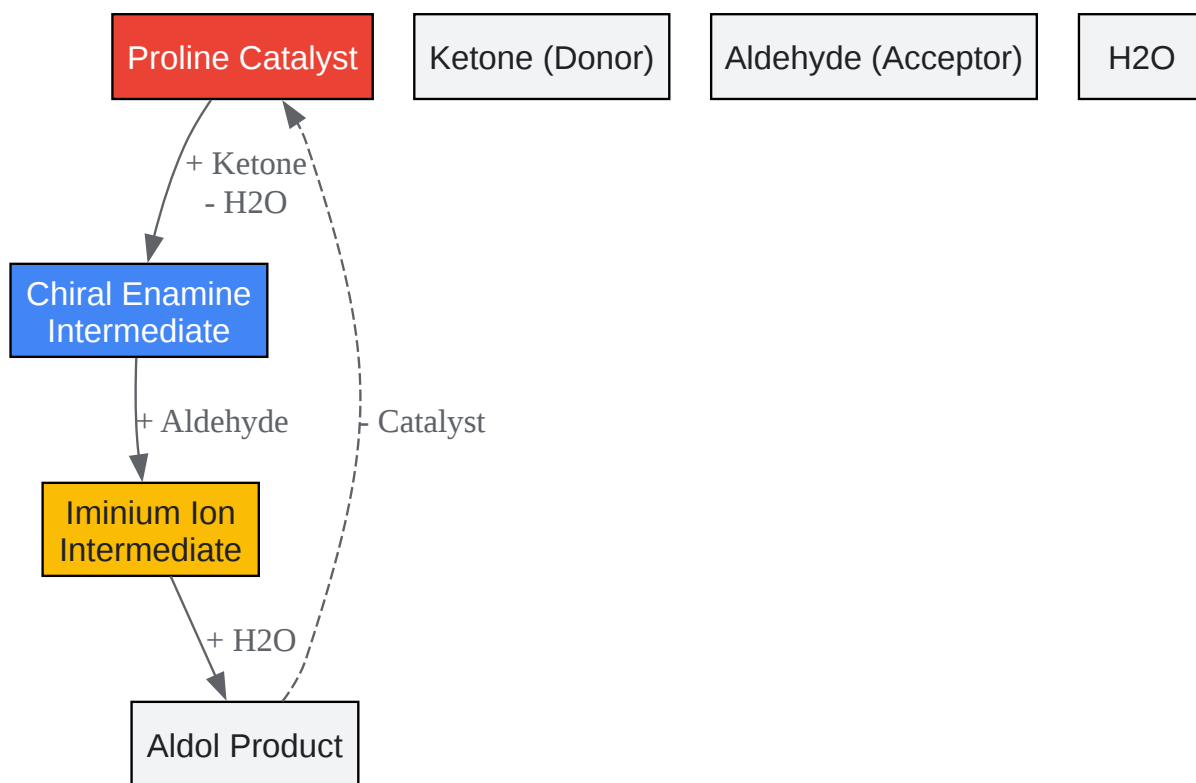 Proline Catalyst
Ketone (Donor)
Aldehyde (Acceptor)
H2O
+ Ketone
- H2O
Chiral Enamine
Intermediate
+ Aldehyde
- Catalyst
Iminium Ion
Intermediate
+ H2O
Aldol Product